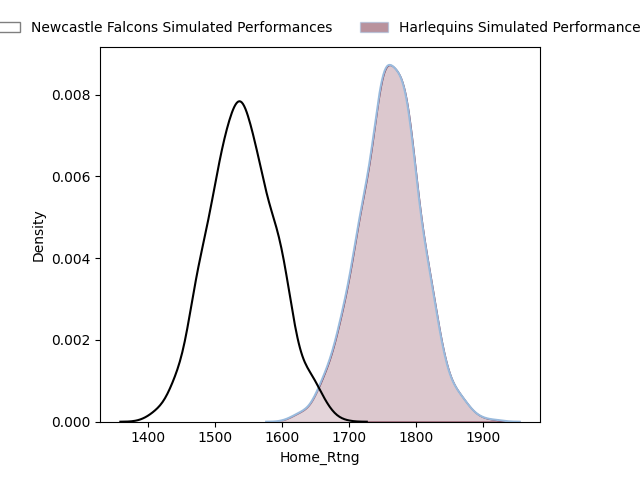 Newcastle Falcons Simulated Performances
Harlequins Simulated Performance
0.008
0.006
0.004
0.002
0.000
Density
1400 1500 1600 1700 1800 1900
Home_Rtng